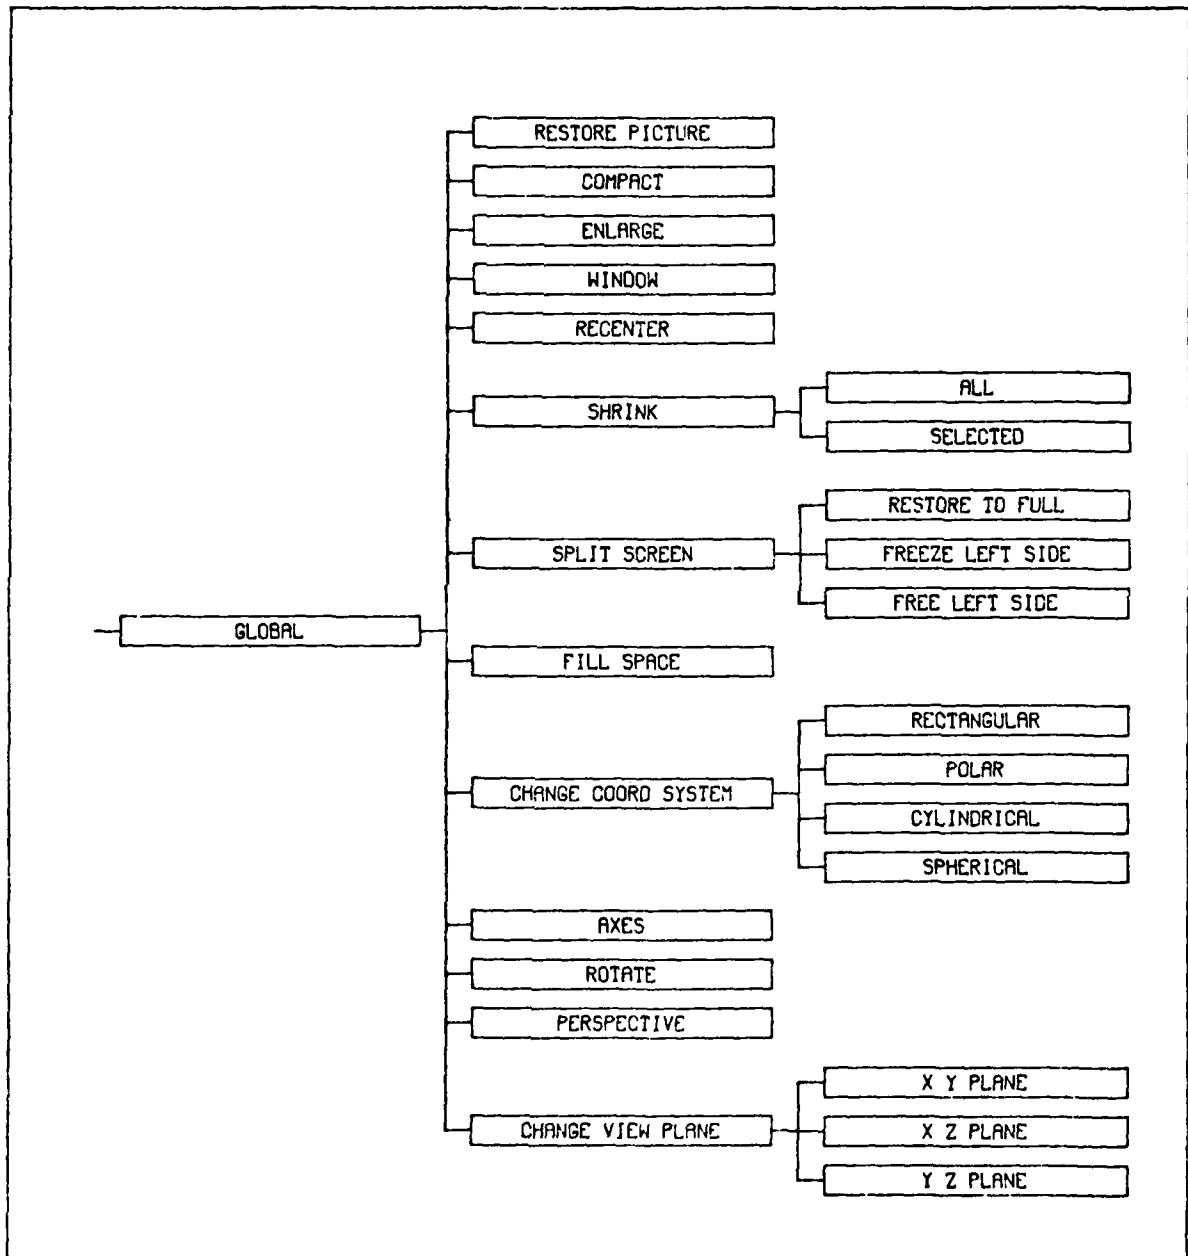 RESTORE PICTURE
COMPACT
ENLARGE
WINDOW
RECENTER
SHRINK
ALL
SELECTED
SPLIT SCREEN
RESTORE TO FULL
FREEZE LEFT SIDE
FREE LEFT SIDE
GLOBAL
FILL SPACE
CHANGE COORD SYSTEM
RECTANGULAR
POLAR
CYLINDRICAL
SPHERICAL
AXES
ROTATE
PERSPECTIVE
CHANGE VIEW PLANE
X Y PLANE
X Z PLANE
Y Z PLANE